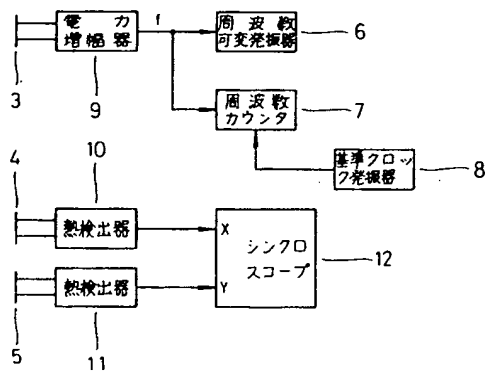 電力
増幅器
f
周波数
可変発振器
6
3
9
周波数
カウンタ
7
4
10
基準クロッ
ク発振器
8
熱検出器
X
シンクロ
スコープ
12
熱検出器
Y
5
11